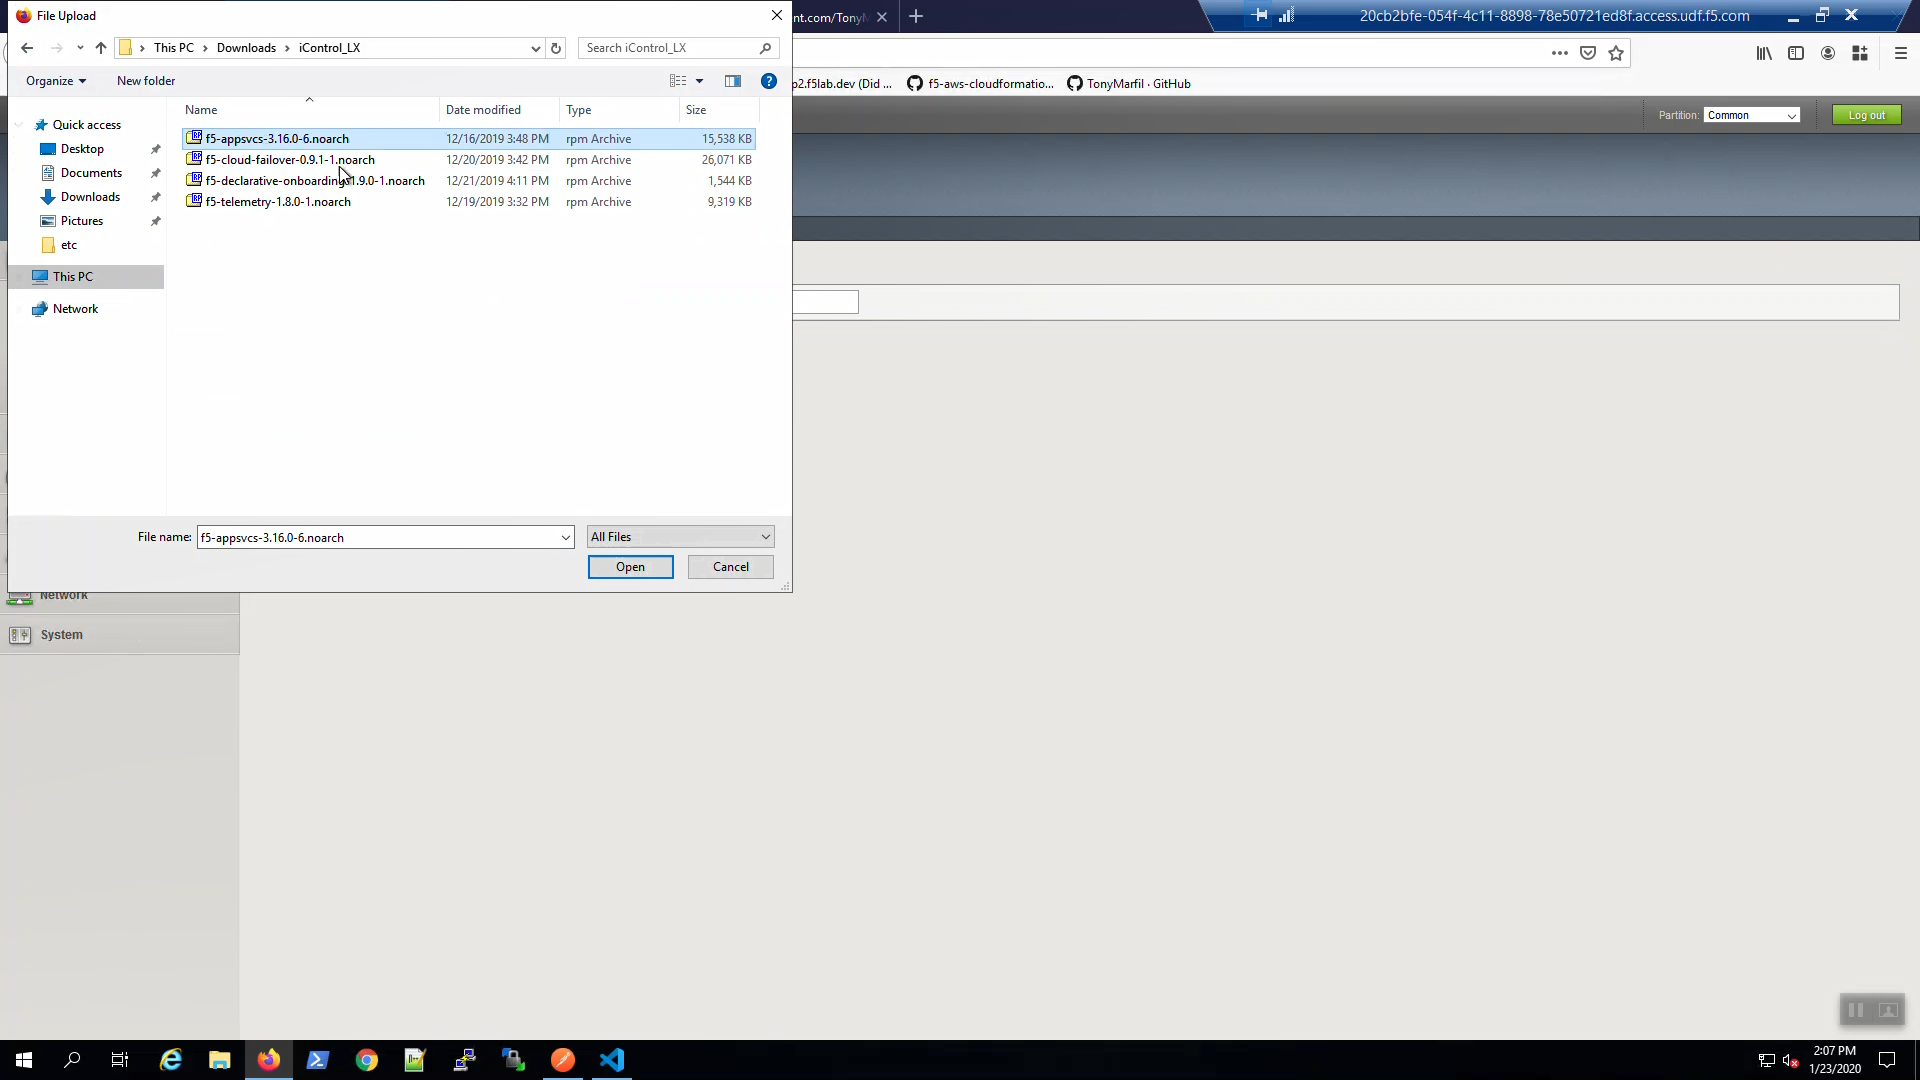 File Upload
nt.com/Tony
20cb2bfe-054f-4c11-8898-78e50721ed8f.access.udf.f5.com
This PC > Downloads > iControl_LX
Search iControl_LX
Organize
New folder
p2.f5lab.dev (Did ...
f5-aws-cloudformatio...
TonyMarfil · GitHub
Name
Date modified
Type
Size
Partition: Common
Log out
Quick access
Desktop
Documents
Downloads
Pictures
etc
This PC
Network
f5-appsvcs-3.16.0-6.noarch 12/16/2019 3:48 PM rpm Archive 15,538 KB
f5-cloud-failover-0.9.1-1.noarch 12/20/2019 3:42 PM rpm Archive 26,071 KB
f5-declarative-onboarding-1.9.0-1.noarch 12/21/2019 4:11 PM rpm Archive 1,544 KB
f5-telemetry-1.8.0-1.noarch 12/19/2019 3:32 PM rpm Archive 9,319 KB
File name: f5-appsvcs-3.16.0-6.noarch
All Files
Open
Cancel
Network
System
2:07 PM
1/23/2020